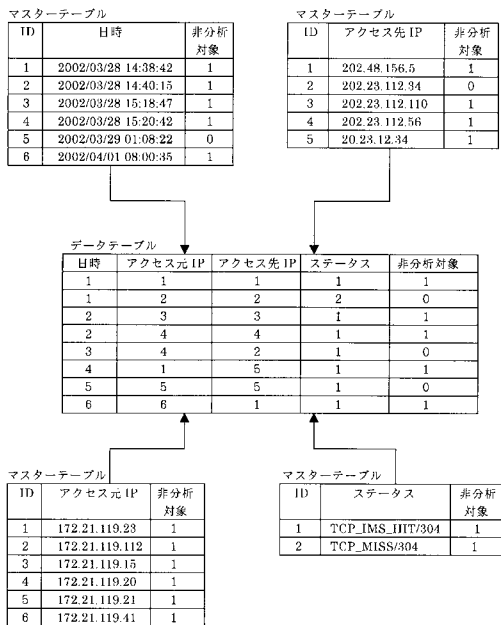 マスターテーブル
ID 日時 非分析対象
1 2002/03/28 14:38:42 1
2 2002/03/28 14:40:15 1
3 2002/03/28 15:18:47 1
4 2002/03/28 15:20:42 1
5 2002/03/29 01:08:22 0
6 2002/04/01 08:00:35 1
マスターテーブル
ID アクセス先 IP 非分析対象
1 202.48.156.5 1
2 202.23.112.34 0
3 202.23.112.110 1
4 202.23.112.56 1
5 20.23.12.34 1
データテーブル
日時 アクセス元 IP アクセス先 IP ステータス 非分析対象
1 1 1 1 1
1 2 2 2 0
2 3 3 1 1
2 4 4 1 1
3 4 2 1 0
4 1 5 1 1
5 5 5 1 0
6 6 1 1 1
マスターテーブル
ID アクセス元 IP 非分析対象
1 172.21.119.23 1
2 172.21.119.112 1
3 172.21.119.15 1
4 172.21.119.20 1
5 172.21.119.21 1
6 172.21.119.41 1
マスターテーブル
ID ステータス 非分析対象
1 TCP_IMS_HIT/304 1
2 TCP_MISS/304 1